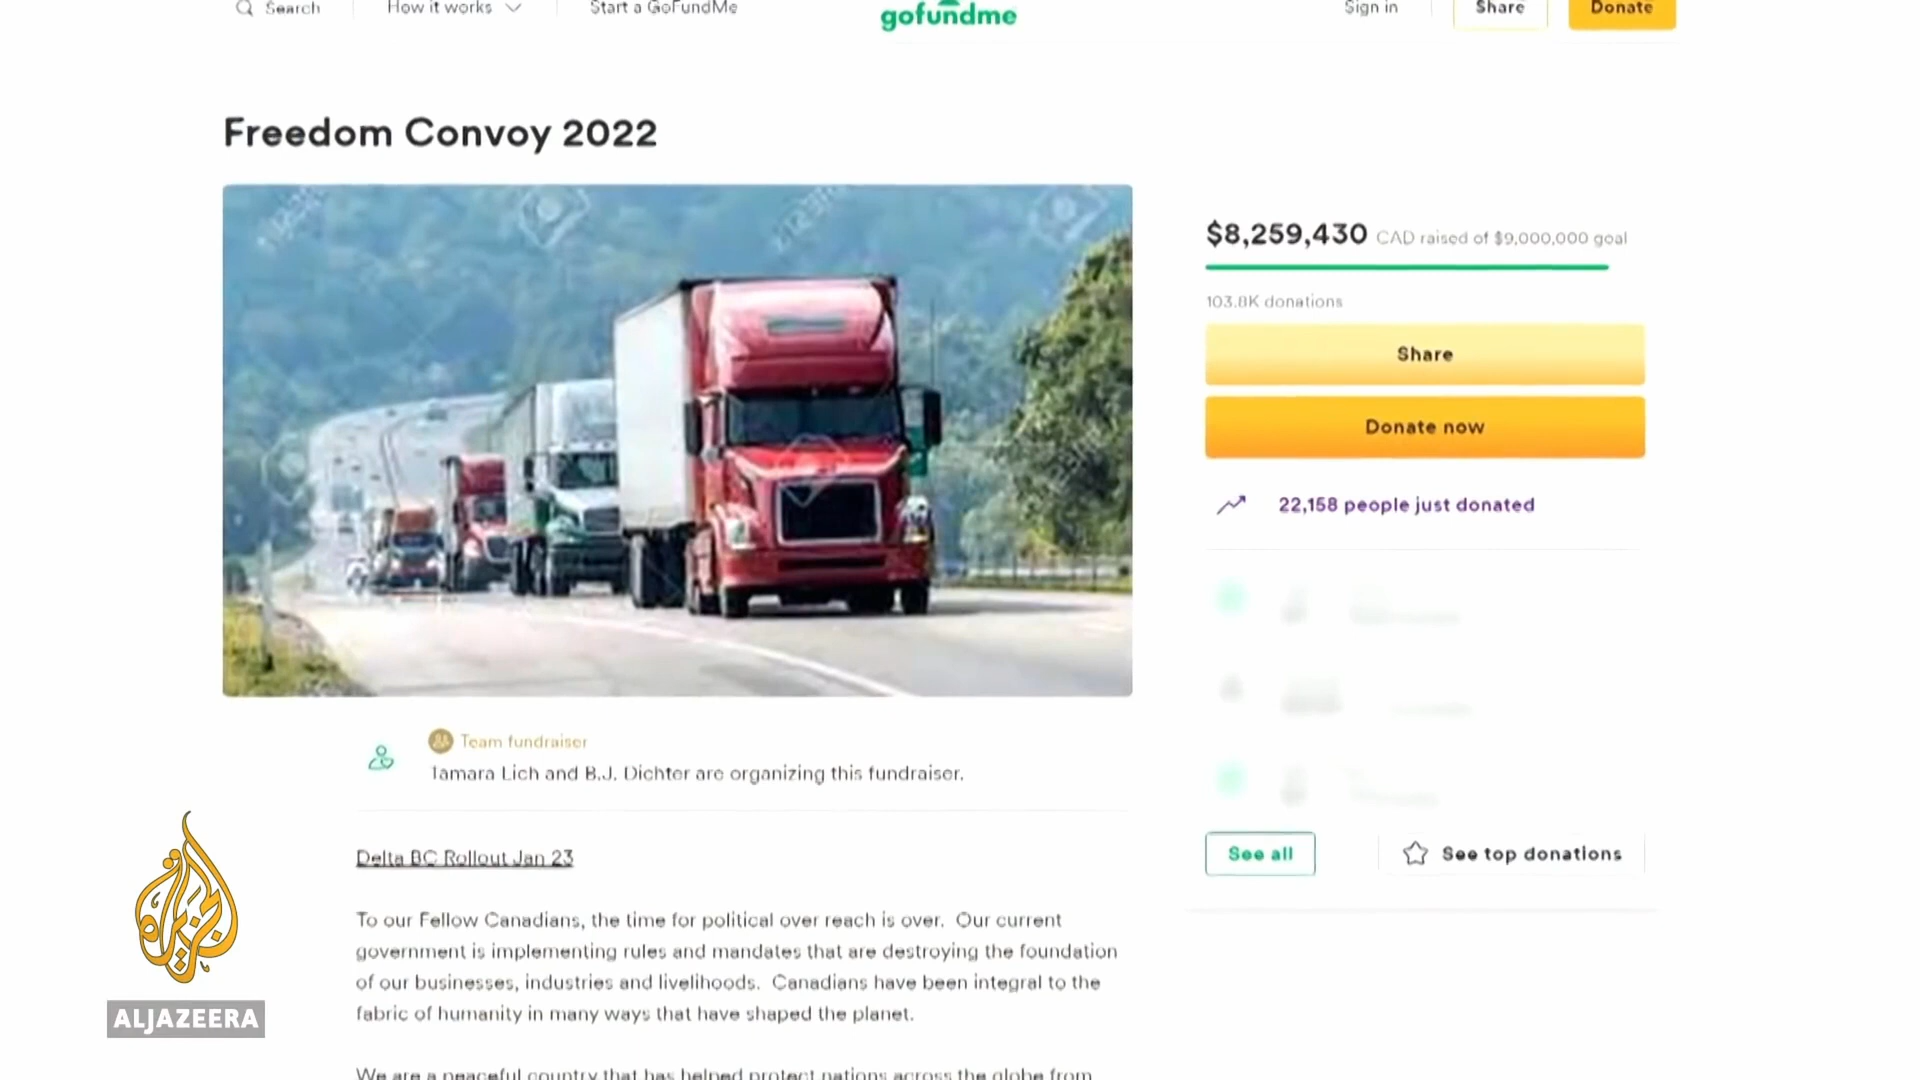 Search How it works Start a GoFundMe gofundme Sign in Share Donate
Freedom Convoy 2022
$8,259,430 CAD raised of $9,000,000 goal
103.8K donations
Share
Donate now
22,158 people just donated
Team fundraiser
Tamara Lich and B.J. Dichter are organizing this fundraiser.
See all See top donations
Delta BC Rollout Jan 23
To our Fellow Canadians, the time for political over reach is over. Our current
government is implementing rules and mandates that are destroying the foundation
of our businesses, industries and livelihoods. Canadians have been integral to the
fabric of humanity in many ways that have shaped the planet.
We are a peaceful country that has helped protect nations across the globe from
الجزيرة
ALJAZEERA